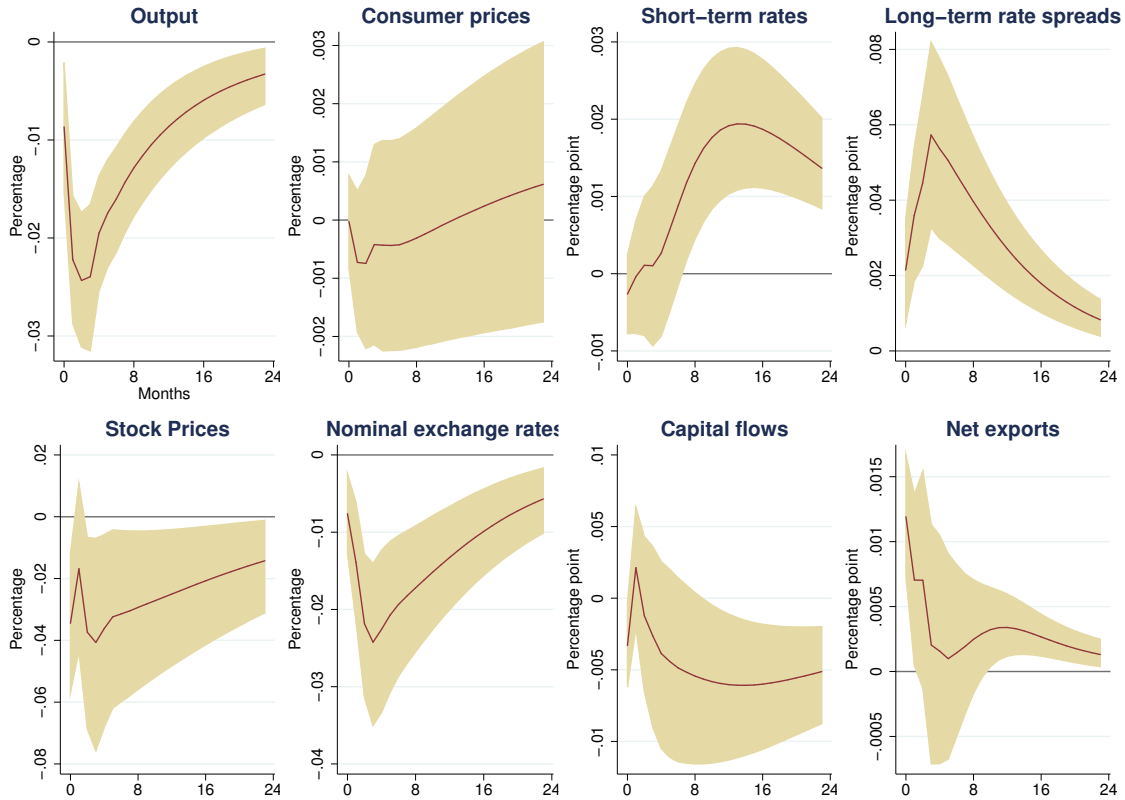 Output
Percentage
0
−.01
−.02
−.03
0 8 16 24
Months
Consumer prices
Percentage
.003
.002
.001
0
−.001
−.002
0 8 16 24
Short−term rates
Percentage point
.003
.002
.001
0
−.001
0 8 16 24
Long−term rate spreads
Percentage point
.008
.006
.004
.002
0
0 8 16 24
Stock Prices
Percentage
.02
0
−.02
−.04
−.06
−.08
0 8 16 24
Nominal exchange rates
Percentage
0
−.01
−.02
−.03
−.04
0 8 16 24
Capital flows
Percentage point
.01
.005
0
−.005
−.01
0 8 16 24
Net exports
Percentage point
.0015
.001
.0005
0
−.0005
0 8 16 24